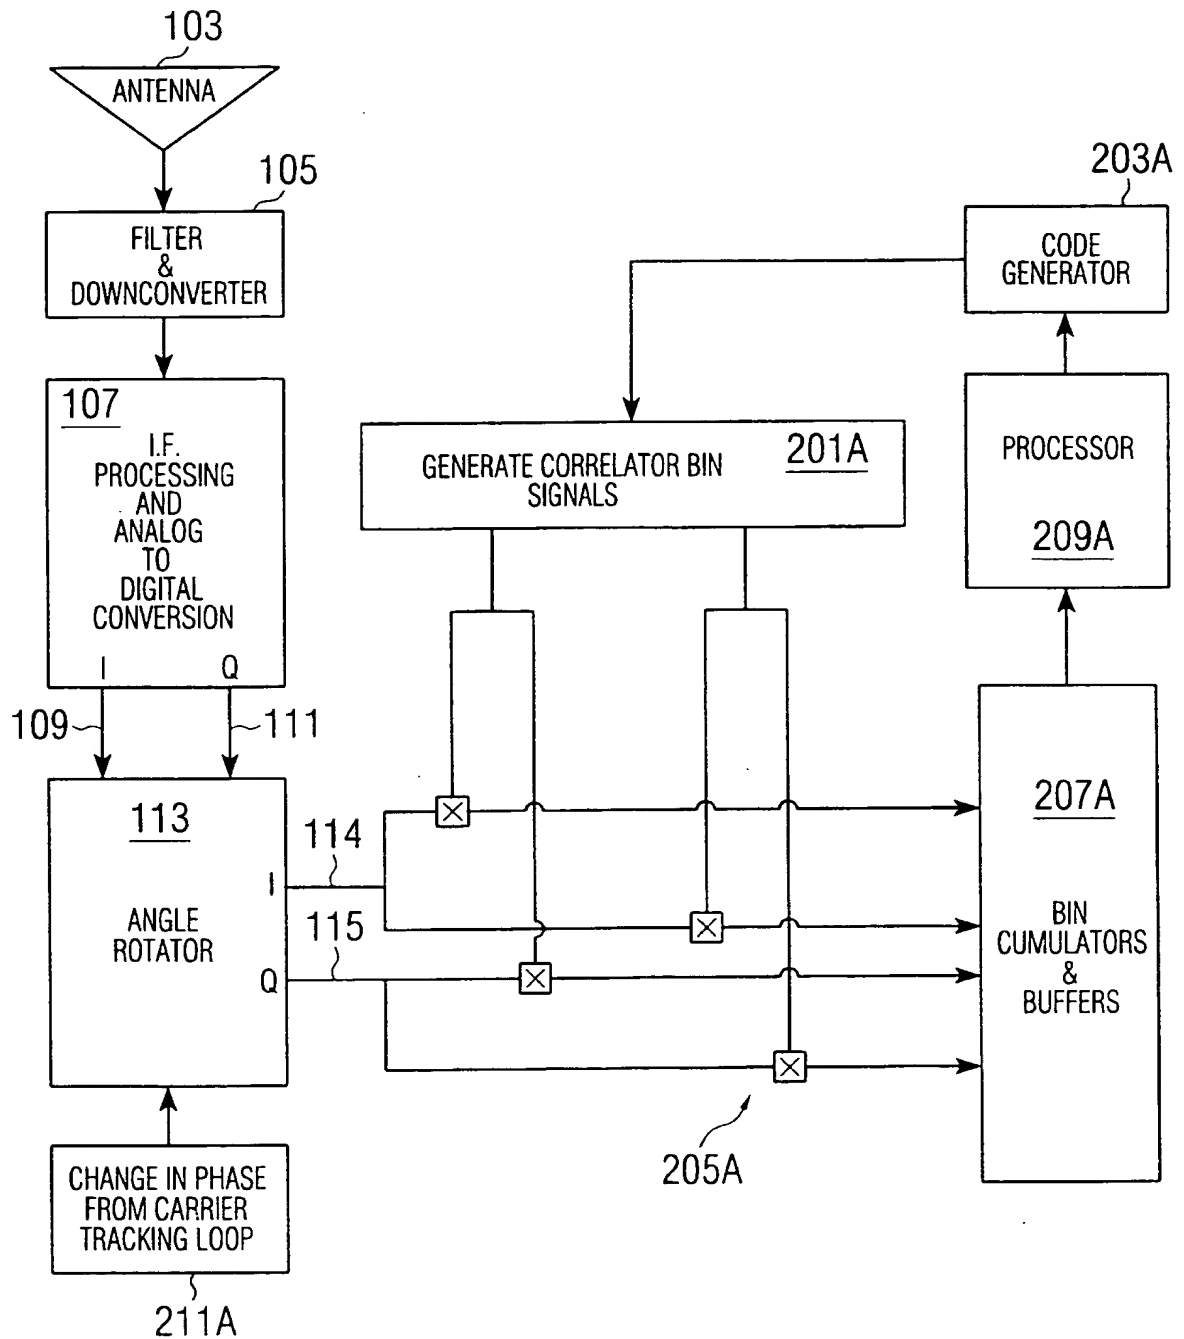 103
ANTENNA
105
FILTER
&
DOWNCONVERTER
107
I.F.
PROCESSING
AND
ANALOG
TO
DIGITAL
CONVERSION
I Q
109
111
113
ANGLE
ROTATOR
I
Q
114
115
CHANGE IN PHASE
FROM CARRIER
TRACKING LOOP
211A
203A
CODE
GENERATOR
GENERATE CORRELATOR BIN
SIGNALS
201A
PROCESSOR
209A
207A
BIN
CUMULATORS
&
BUFFERS
205A